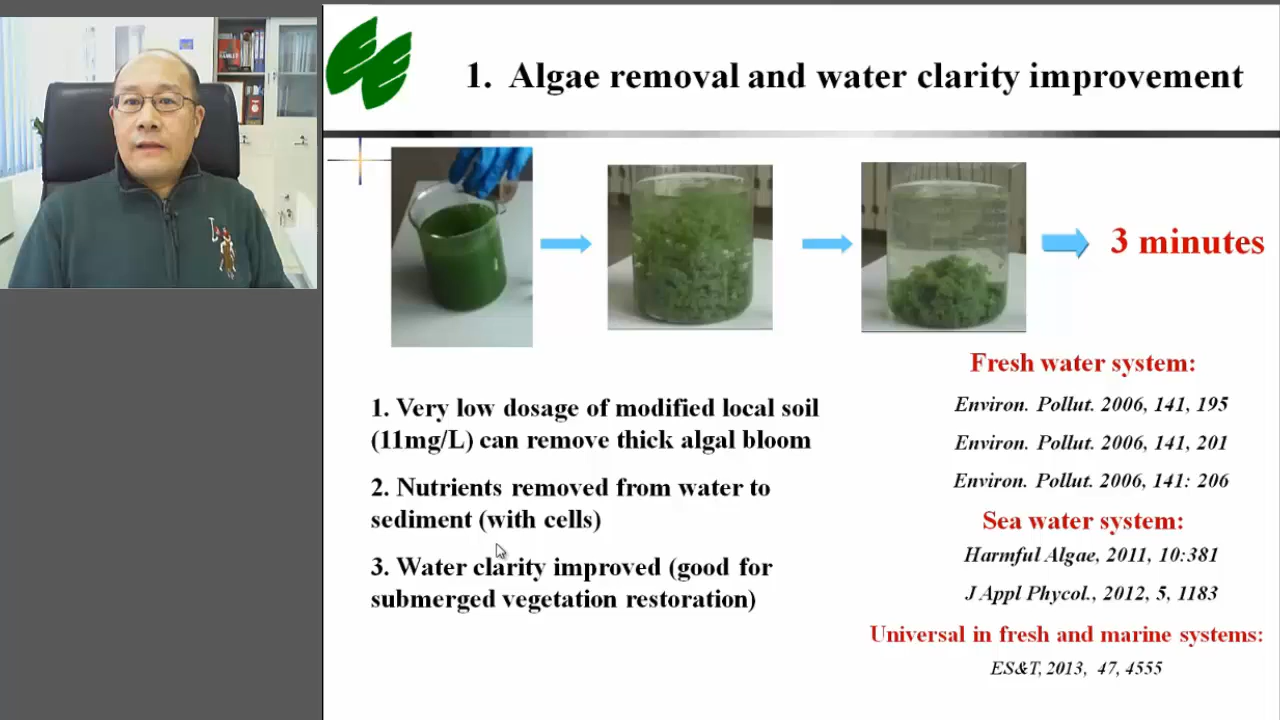 1. Algae removal and water clarity improvement
3 minutes
1. Very low dosage of modified local soil
(11mg/L) can remove thick algal bloom
2. Nutrients removed from water to
sediment (with cells)
3. Water clarity improved (good for
submerged vegetation restoration)
Fresh water system:
Environ. Pollut. 2006, 141, 195
Environ. Pollut. 2006, 141, 201
Environ. Pollut. 2006, 141: 206
Sea water system:
Harmful Algae, 2011, 10:381
J Appl Phycol., 2012, 5, 1183
Universal in fresh and marine systems:
ES&T, 2013, 47, 4555